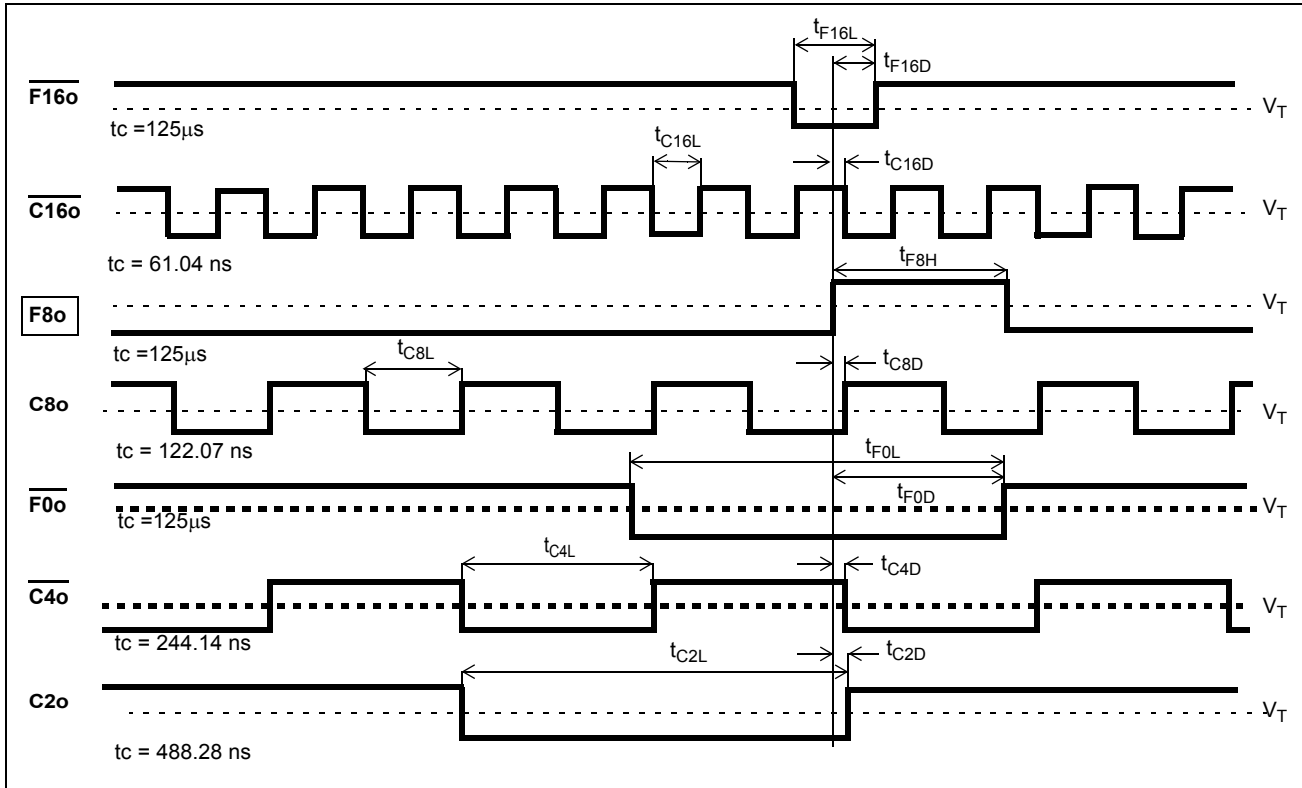 tF16L
tF16D
F16o
VT
tc =125μs
tC16L
tC16D
C16o
VT
tc = 61.04 ns
tF8H
F8o
VT
tc =125μs
tC8L
tC8D
C8o
VT
tc = 122.07 ns
tF0L
F0o
tF0D
VT
tc =125μs
tC4L
tC4D
C4o
VT
tc = 244.14 ns
tC2L
tC2D
C2o
VT
tc = 488.28 ns